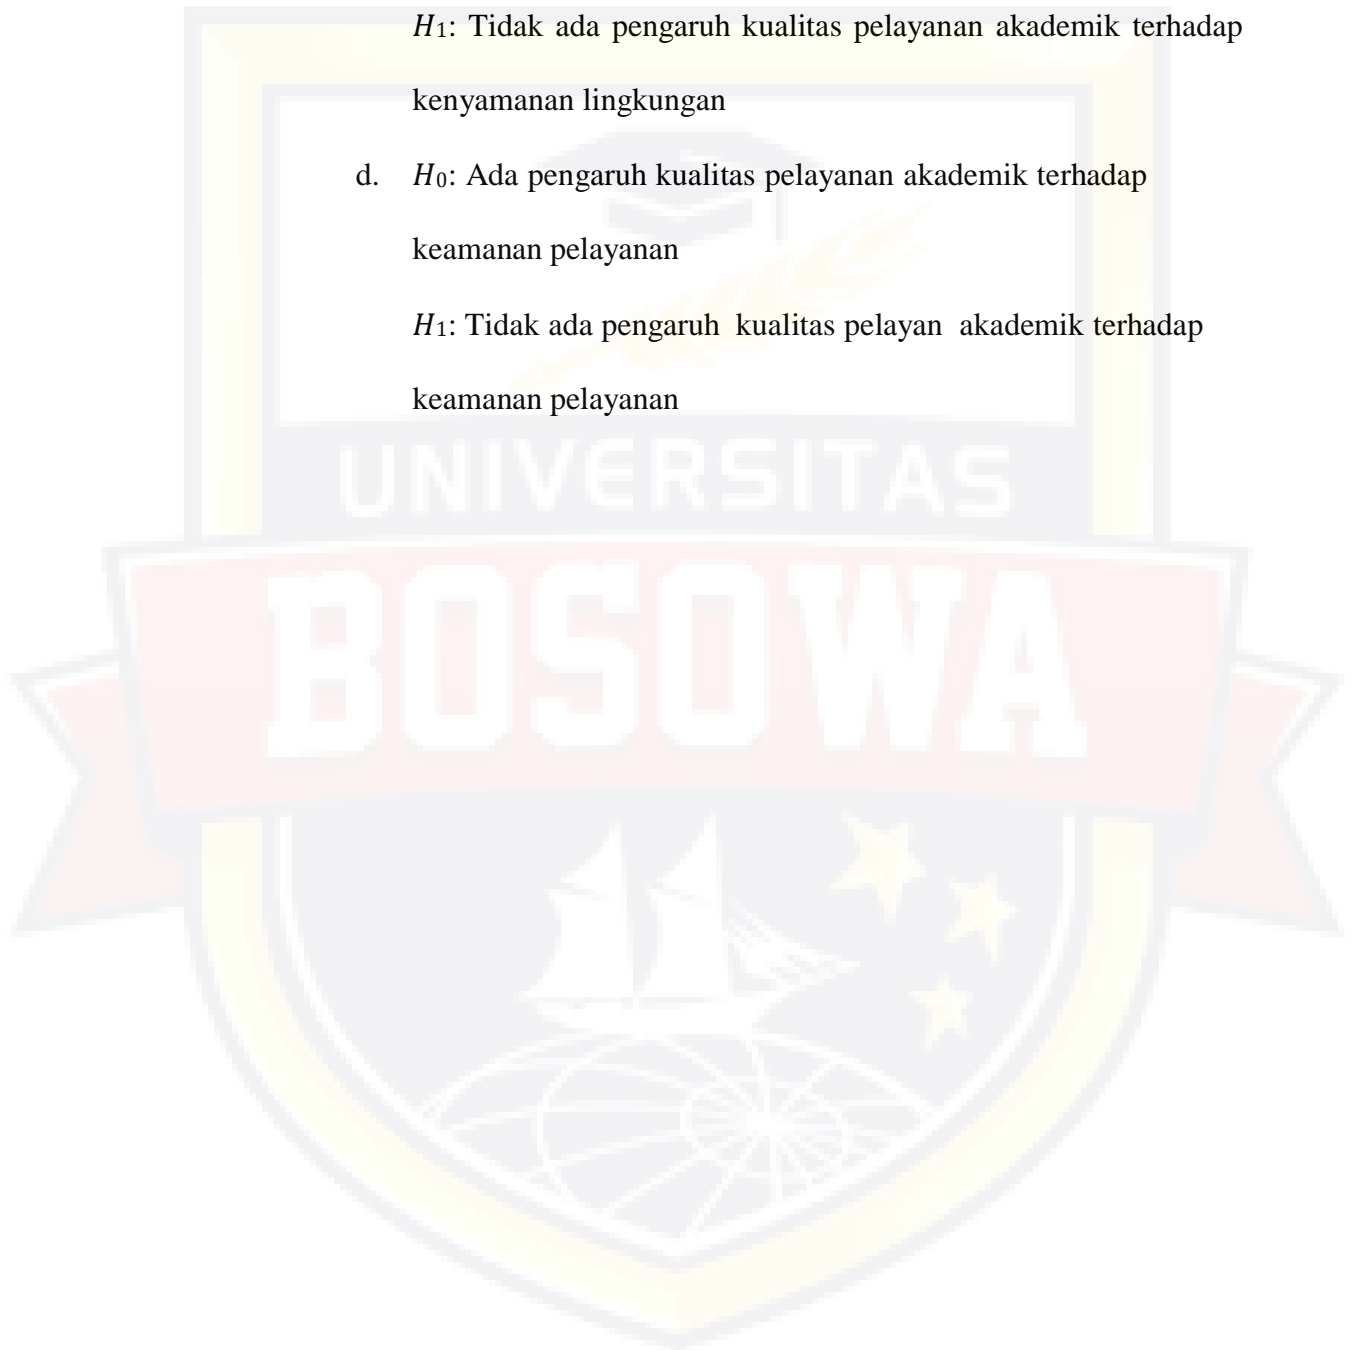 H1: Tidak ada pengaruh kualitas pelayanan akademik terhadap
kenyamanan lingkungan
d. H0: Ada pengaruh kualitas pelayanan akademik terhadap
keamanan pelayanan
H1: Tidak ada pengaruh kualitas pelayan akademik terhadap
keamanan pelayanan
UNIVERSITAS
BOSOWA